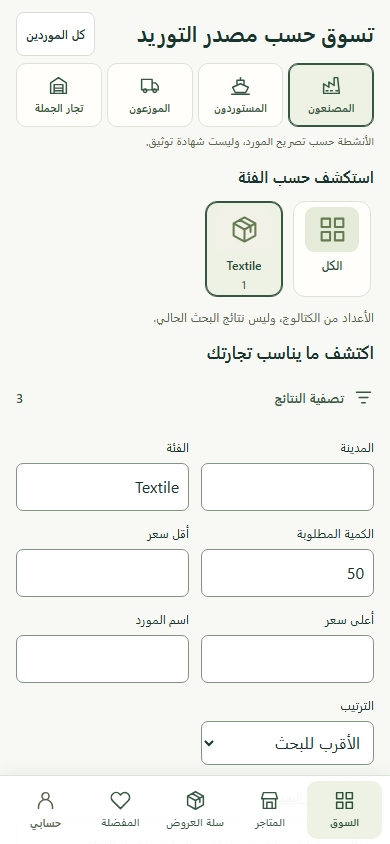 تسوق حسب مصدر التوريد
كل الموردين
المصنعون
المستوردون
الموزعون
تجار الجملة
الأنشطة حسب تصريح المورد، وليست شهادة توثيق.
استكشف حسب الفئة
الكل
Textile
1
الأعداد من الكتالوج، وليس نتائج البحث الحالي.
اكتشف ما يناسب تجارتك
تصفية النتائج
3
المدينة
الفئة
Textile
الكمية المطلوبة
أقل سعر
50
أعلى سعر
اسم المورد
الترتيب
الأقرب للبحث
السوق
المتاجر
سلة العروض
المفضلة
حسابي